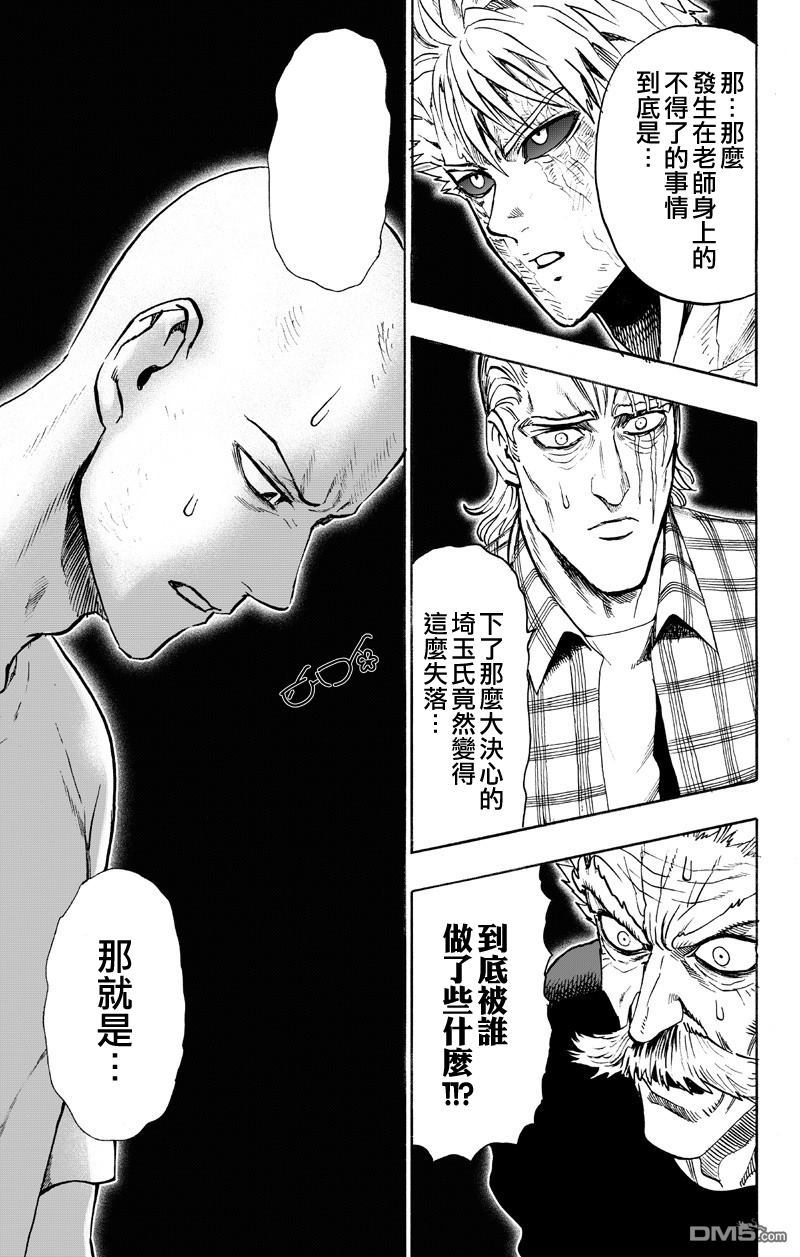 那…那麼
發生在老師身上的
不得了的事情
到底是…
下了那麼大決心的
埼玉氏竟然變得
這麼失落…
到底被誰
做了些什麼!!?
那就是…
DM5.com